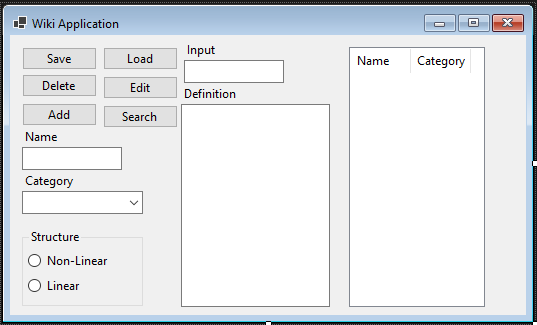 Wiki Application
Save
Load
Delete
Edit
Add
Search
Name
Category
Structure
Non-Linear
Linear
Input
Definition
Name Category